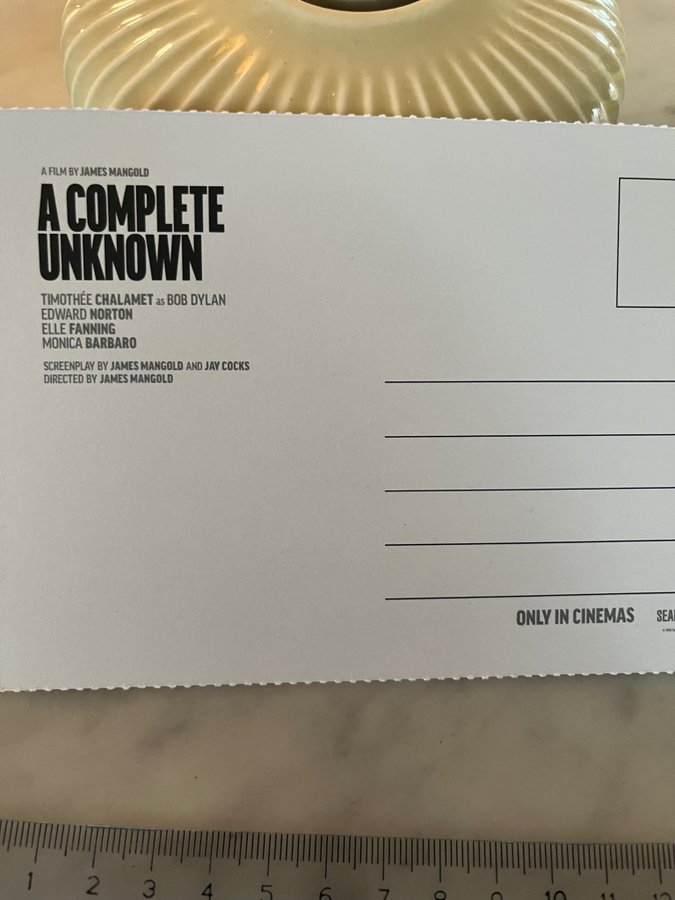 A FILM BY JAMES MANGOLD
A COMPLETE
UNKNOWN
TIMOTHÉE CHALAMET as BOB DYLAN
EDWARD NORTON
ELLE FANNING
MONICA BARBARO
SCREENPLAY BY JAMES MANGOLD AND JAY COCKS
DIRECTED BY JAMES MANGOLD
ONLY IN CINEMAS
1 2 3 4 5 6 7 8 9 10 11 12